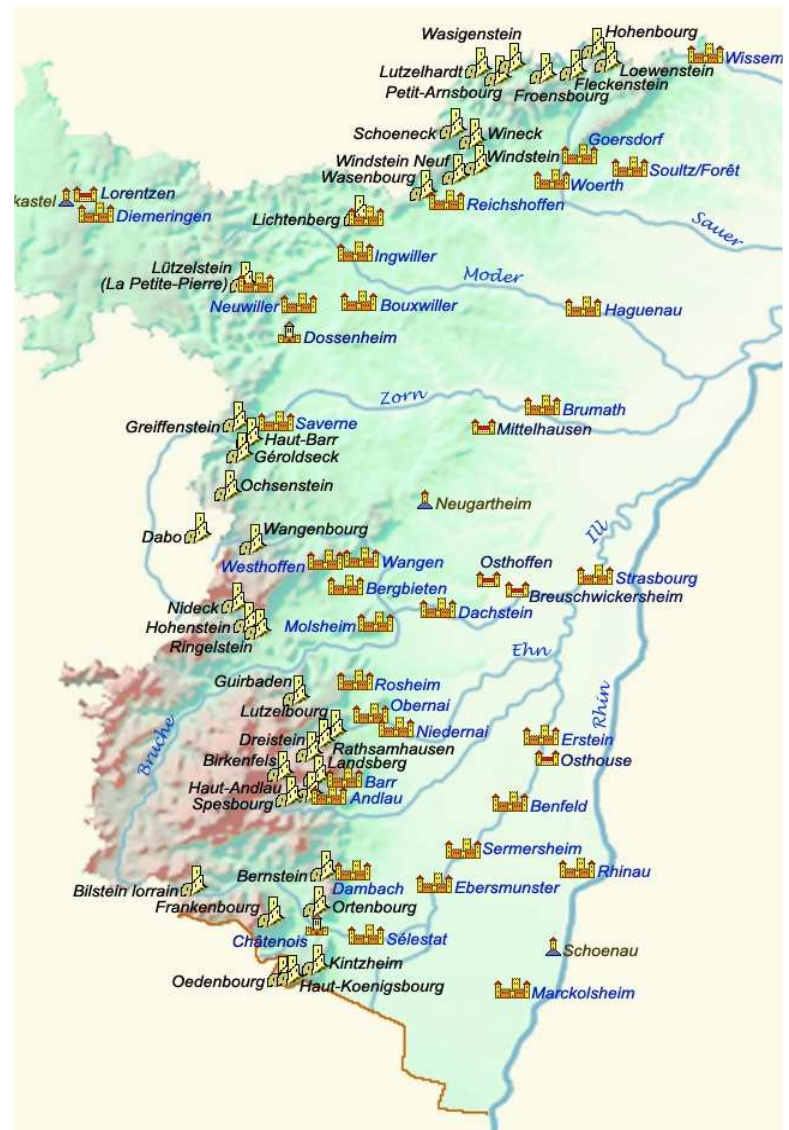 Hohenbourg
Wasigenstein
Wissem
Lutzelhardt
Loewenstein
Petit-Arnsbourg
Fleckenstein
Froensbourg
Schoeneck
Wineck
Goersdorf
Windstein Neuf
Windstein
Soultz/Forêt
Wasenbourg
Woerth
kastel
Lorentzen
Reichshoffen
Diemeringen
Lichtenberg
Sauer
Ingwiller
Lützelstein
(La Petite-Pierre)
Moder
Neuwiller
Bouxwiller
Haguenau
Dossenheim
Zorn
Brumath
Greiffenstein
Saverne
Mittelhausen
Haut-Barr
Géroldseck
Ochsenstein
Neugartheim
Dabo
Wangenbourg
Ill
Westhoffen
Wangen
Osthoffen
Strasbourg
Bergbieten
Breuschwickersheim
Nideck
Dachstein
Hohenstein
Molsheim
Ringelstein
Ehn
Guirbaden
Rosheim
Lutzelbourg
Obernai
Rhin
Niedernai
Bruche
Dreistein
Rathsamhausen
Erstein
Birkenfels
Landsberg
Osthouse
Haut-Andlau
Barr
Spesbourg
Andlau
Benfeld
Sermersheim
Bernstein
Rhinau
Bilstein lorrain
Dambach
Ebersmunster
Frankenbourg
Ortenbourg
Châtenois
Sélestat
Schoenau
Kintzheim
Oedenbourg
Haut-Koenigsbourg
Marckolsheim